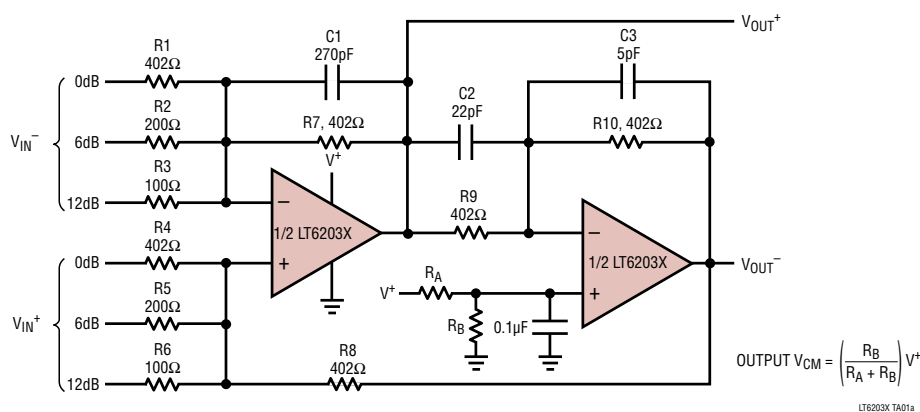 VOUT+
C1
270pF
C3
5pF
R1
402Ω
0dB
C2
22pF
R2
200Ω
R7, 402Ω
R10, 402Ω
VIN−
6dB
V+
R3
100Ω
12dB
−
1/2 LT6203X
+
R9
402Ω
−
1/2 LT6203X
+
VOUT−
R4
402Ω
0dB
RA
V+
R5
200Ω
VIN+
6dB
RB
0.1µF
R6
100Ω
12dB
R8
402Ω
OUTPUT VCM = (RB / RA + RB) V+
LT6203X TA01a